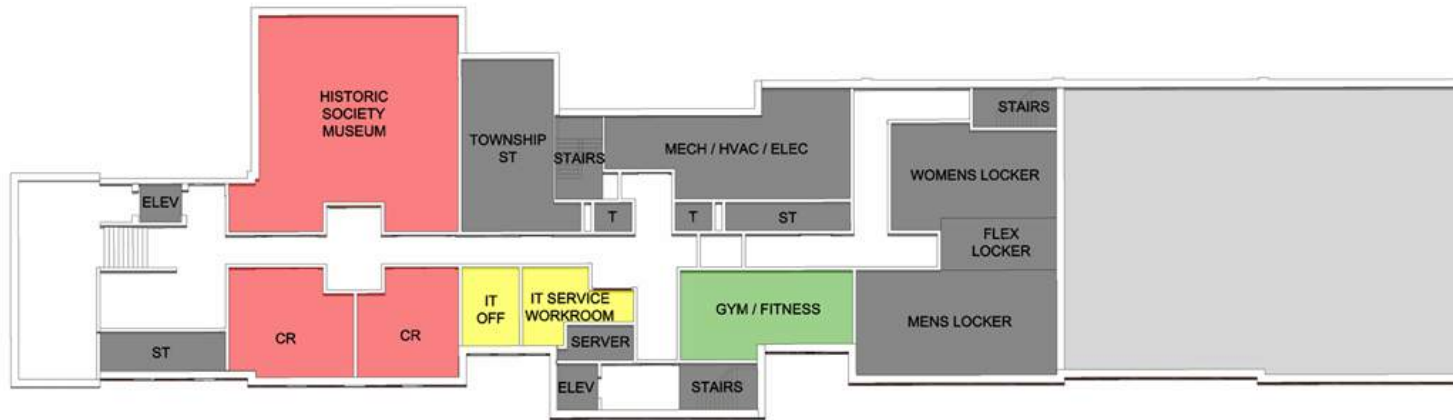 HISTORIC
SOCIETY
MUSEUM
TOWNSHIP
ST
STAIRS
MECH / HVAC / ELEC
STAIRS
WOMENS LOCKER
ELEV
T
T
ST
FLEX
LOCKER
IT
OFF
IT SERVICE
WORKROOM
GYM / FITNESS
MENS LOCKER
CR
CR
SERVER
ST
ELEV
STAIRS